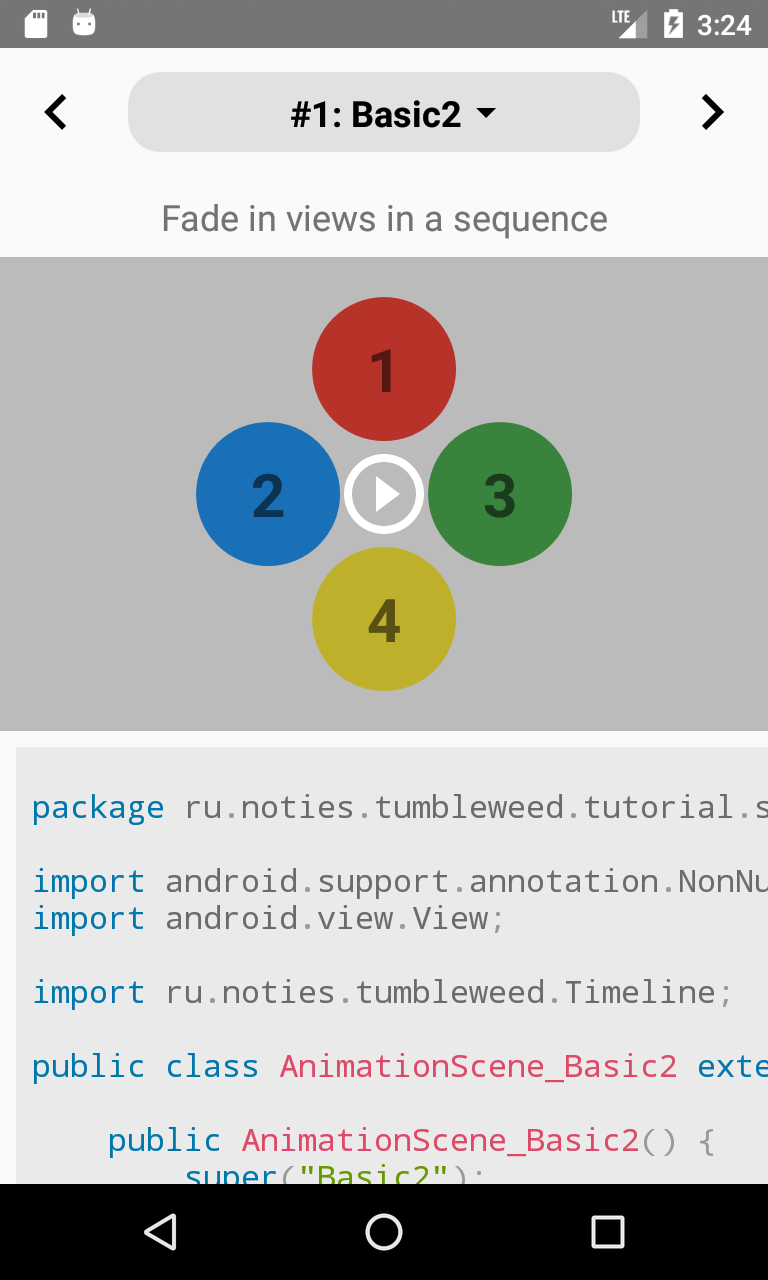 LTE 3:24
#1: Basic2
Fade in views in a sequence
1
2 3
4
package ru.noties.tumbleweed.tutorial.s
import android.support.annotation.NonNu
import android.view.View;
import ru.noties.tumbleweed.Timeline;
public class AnimationScene_Basic2 exte
public AnimationScene_Basic2() {
super("Basic2");